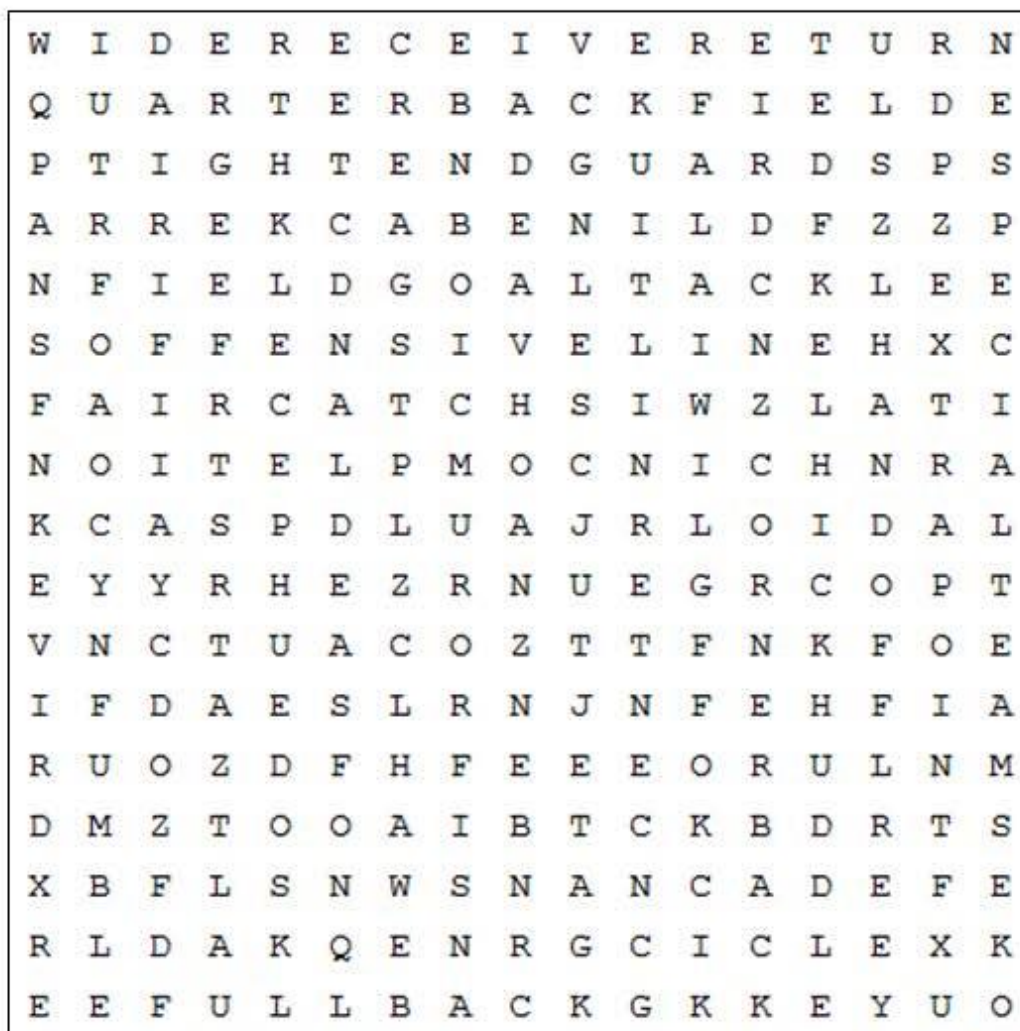 W I D E R E C E I V E R E T U R N
Q U A R T E R B A C K F I E L D E
P T I G H T E N D G U A R D S P S
A R R E K C A B E N I L D F Z Z P
N F I E L D G O A L T A C K L E E
S O F F E N S I V E L I N E H X C
F A I R C A T C H S I W Z L A T I
N O I T E L P M O C N I C H N R A
K C A S P D L U A J R L O I D A L
E Y Y R H E Z R N U E G R C O P T
V N C T U A C O Z T T F N K F O E
I F D A E S L R N J N F E H F I A
R U O Z D F H F E E E O R U L N M
D M Z T O O A I B T C K B D R T S
X B F L S N W S N A N C A D E F E
R L D A K Q E N R G C I C L E X K
E E F U L L B A C K G K K E Y U O